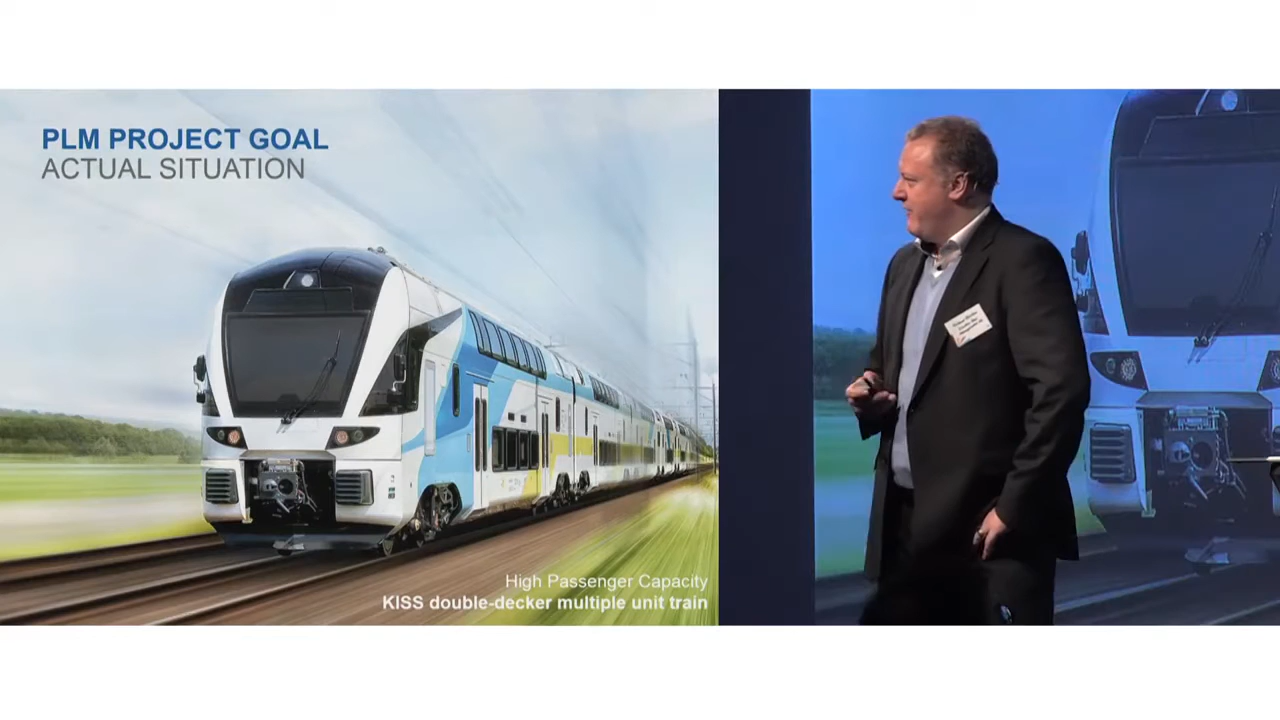 PLM PROJECT GOAL
ACTUAL SITUATION
High Passenger Capacity
KISS double-decker multiple unit train